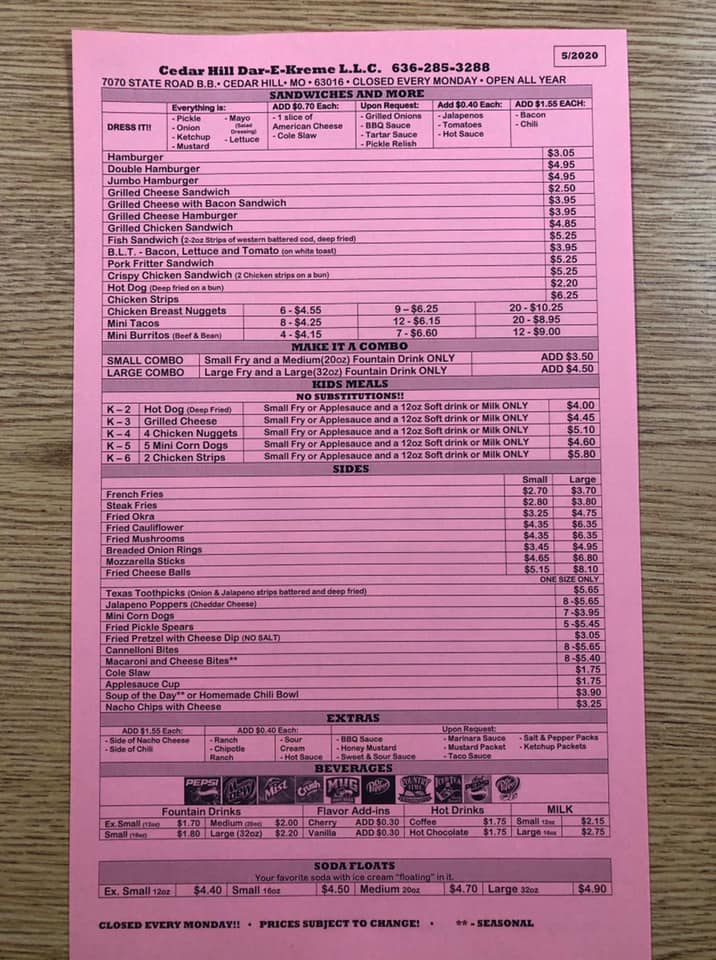 5/2020
Cedar Hill Dar-E-Kreme L.L.C. 636-285-3288
7070 STATE ROAD B.B.• CEDAR HILL• MO • 63016 • CLOSED EVERY MONDAY • OPEN ALL YEAR
SANDWICHES AND MORE
DRESS IT!!
Everything is:
- Pickle
- Onion
- Ketchup
- Mustard
- Mayo
(Salad Dressing)
- Lettuce
ADD $0.70 Each:
- 1 slice of
American Cheese
- Cole Slaw
Upon Request:
- Grilled Onions
- BBQ Sauce
- Tartar Sauce
- Pickle Relish
Add $0.40 Each:
- Jalapenos
- Tomatoes
- Hot Sauce
ADD $1.55 EACH:
- Bacon
- Chili
Hamburger $3.05
Double Hamburger $4.95
Jumbo Hamburger $4.95
Grilled Cheese Sandwich $2.50
Grilled Cheese with Bacon Sandwich $3.95
Grilled Cheese Hamburger $3.95
Grilled Chicken Sandwich $4.85
Fish Sandwich (2-2oz Strips of western battered cod, deep fried) $5.25
B.L.T. - Bacon, Lettuce and Tomato (on white toast) $3.95
Pork Fritter Sandwich $5.25
Crispy Chicken Sandwich (2 Chicken strips on a bun) $5.25
Hot Dog (Deep fried on a bun) $2.20
Chicken Strips $6.25
Chicken Breast Nuggets 6 - $4.55 9 – $6.25 20 - $10.25
Mini Tacos 8 - $4.25 12 - $6.15 20 - $8.95
Mini Burritos (Beef & Bean) 4 - $4.15 7 - $6.60 12 - $9.00
MAKE IT A COMBO
SMALL COMBO Small Fry and a Medium(20oz) Fountain Drink ONLY ADD $3.50
LARGE COMBO Large Fry and a Large(32oz) Fountain Drink ONLY ADD $4.50
KIDS MEALS
NO SUBSTITUTIONS!!
K – 2 Hot Dog (Deep Fried) Small Fry or Applesauce and a 12oz Soft drink or Milk ONLY $4.00
K – 3 Grilled Cheese Small Fry or Applesauce and a 12oz Soft drink or Milk ONLY $4.45
K – 4 4 Chicken Nuggets Small Fry or Applesauce and a 12oz Soft drink or Milk ONLY $5.10
K – 5 5 Mini Corn Dogs Small Fry or Applesauce and a 12oz Soft drink or Milk ONLY $4.60
K – 6 2 Chicken Strips Small Fry or Applesauce and a 12oz Soft drink or Milk ONLY $5.80
SIDES
Small Large
French Fries $2.70 $3.70
Steak Fries $2.80 $3.80
Fried Okra $3.25 $4.75
Fried Cauliflower $4.35 $6.35
Fried Mushrooms $4.35 $6.35
Breaded Onion Rings $3.45 $4.95
Mozzarella Sticks $4.65 $6.80
Fried Cheese Balls $5.15 $8.10
ONE SIZE ONLY
Texas Toothpicks (Onion & Jalapeno strips battered and deep fried) $5.65
Jalapeno Poppers (Cheddar Cheese) 8 -$5.65
Mini Corn Dogs 7 -$3.95
Fried Pickle Spears 5 -$5.45
Fried Pretzel with Cheese Dip (NO SALT) $3.05
Cannelloni Bites 8 -$5.65
Macaroni and Cheese Bites** 8 -$5.40
Cole Slaw $1.75
Applesauce Cup $1.75
Soup of the Day** or Homemade Chili Bowl $3.90
Nacho Chips with Cheese $3.25
EXTRAS
ADD $1.55 Each:
- Side of Nacho Cheese
- Side of Chili
ADD $0.40 Each:
- Ranch
- Chipotle
Ranch
- Sour
Cream
- Hot Sauce
- BBQ Sauce
- Honey Mustard
- Sweet & Sour Sauce
Upon Request:
- Marinara Sauce
- Mustard Packet
- Taco Sauce
- Salt & Pepper Packs
- Ketchup Packets
BEVERAGES
PEPSI
Mist
Crush
MUG
Fountain Drinks Flavor Add-ins Hot Drinks MILK
Ex.Small (12oz) $1.70 Medium (20oz) $2.00 Cherry ADD $0.30 Coffee $1.75 Small 12oz $2.15
Small (16oz) $1.80 Large (32oz) $2.20 Vanilla ADD $0.30 Hot Chocolate $1.75 Large 16oz $2.75
SODA FLOATS
Your favorite soda with ice cream "floating" in it.
Ex. Small 12oz $4.40 Small 16oz $4.50 Medium 20oz $4.70 Large 32oz $4.90
CLOSED EVERY MONDAY!! • PRICES SUBJECT TO CHANGE! • ** - SEASONAL